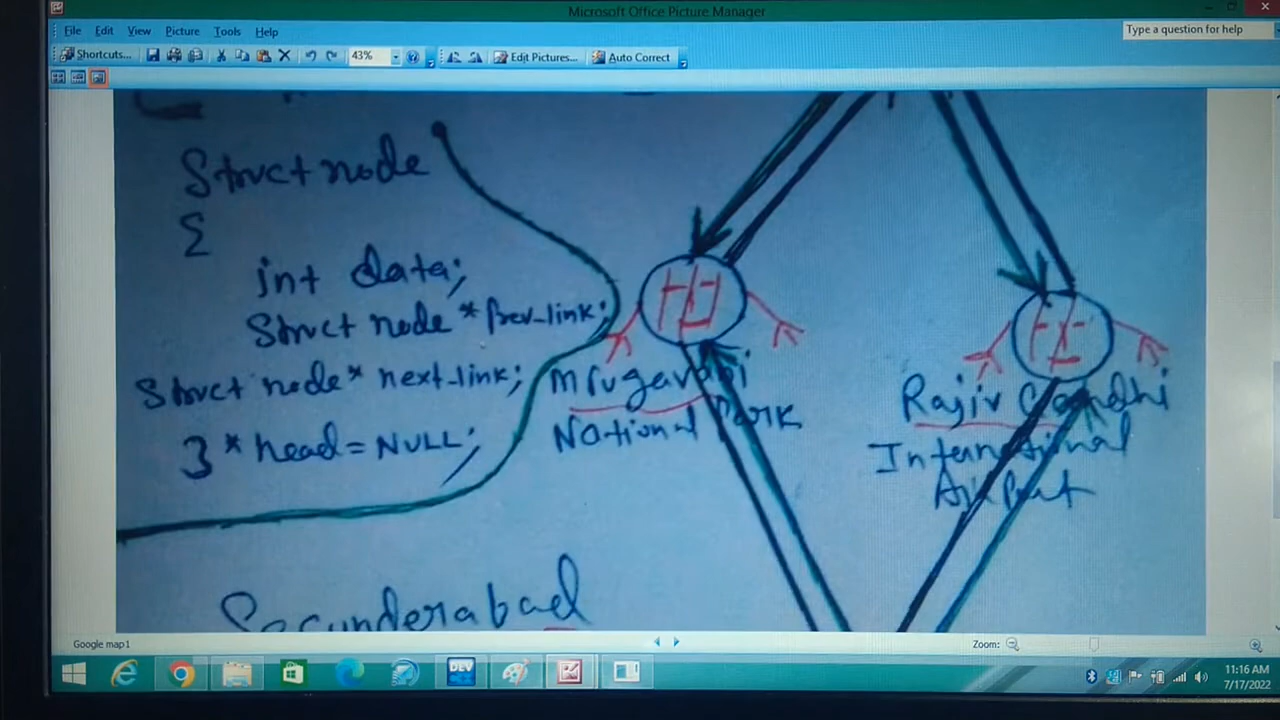 Microsoft Office Picture Manager
File Edit View Picture Tools Help
Type a question for help
Shortcuts...
43%
Edit Pictures...
Auto Correct
Struct node
{
int data;
Struct node *Prev_link;
Struct node* next_link;
} *head=NULL;
Mrugavani
National Park
Rajiv Gandhi
International
Airport
Secunderabad
Google map1
Zoom:
DEV
11:16 AM
7/17/2022